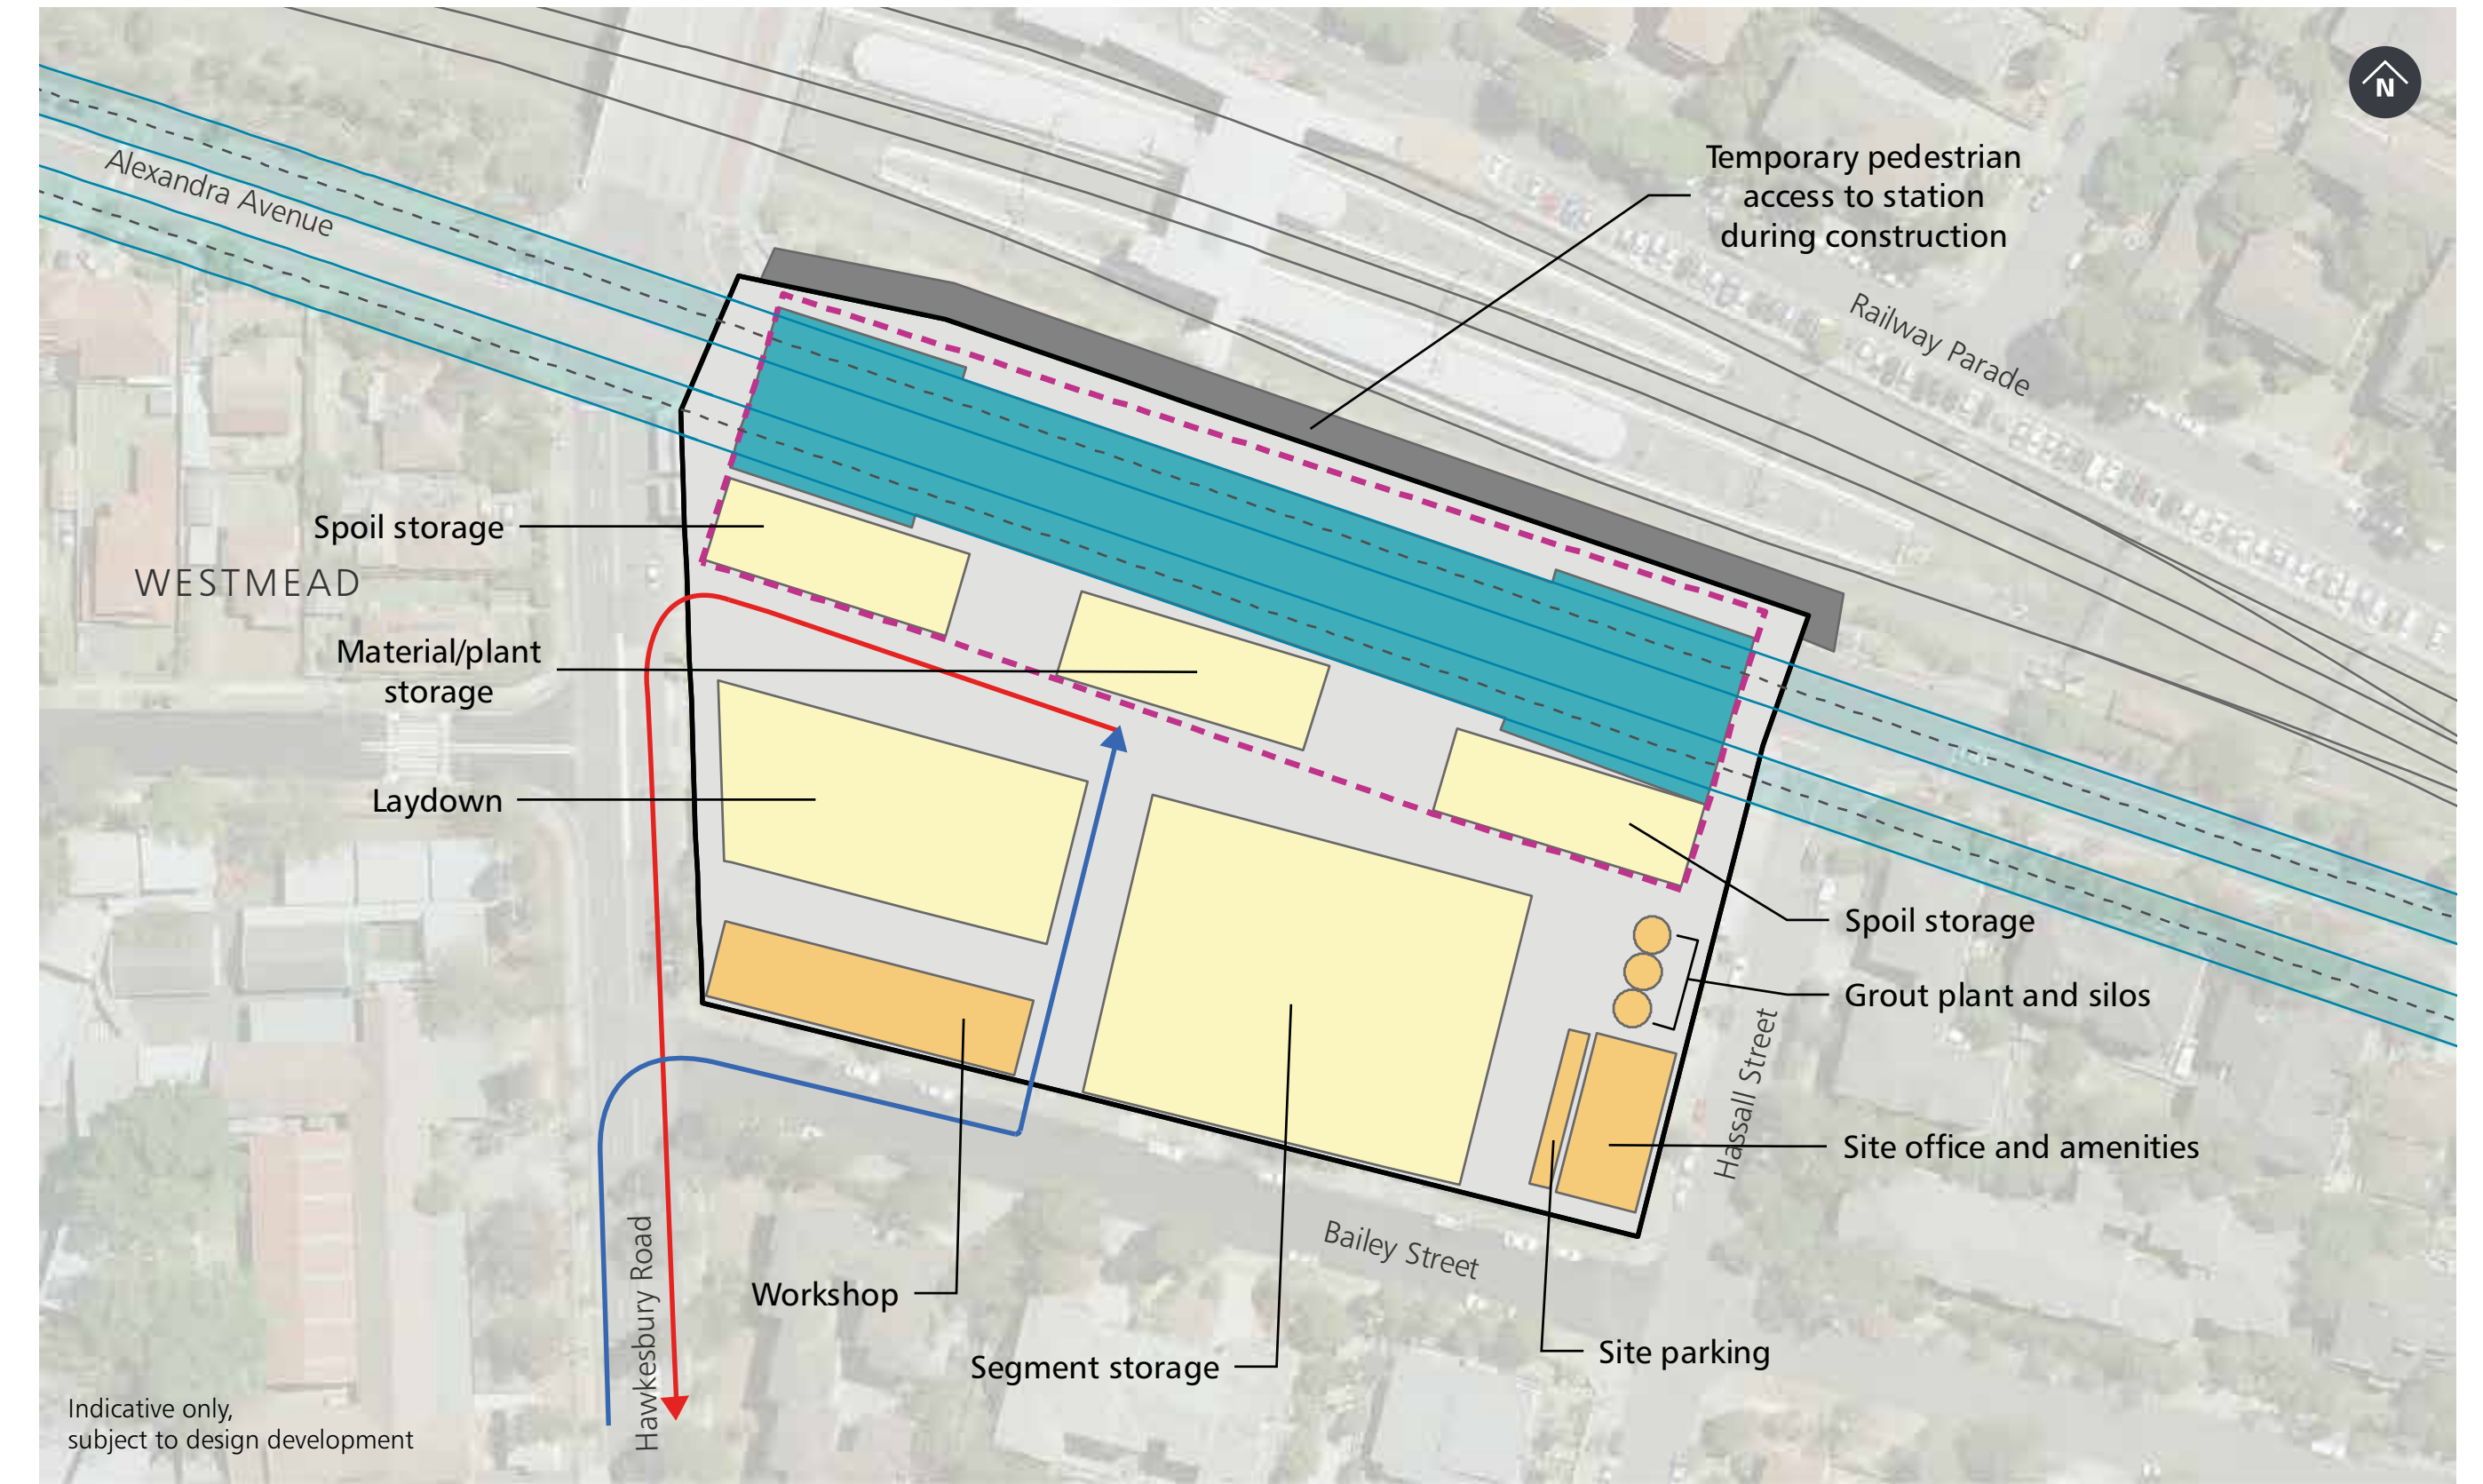 N
Alexandra Avenue
Temporary pedestrian
access to station
during construction
Railway Parade
Spoil storage
WESTMEAD
Material/plant
storage
Laydown
Spoil storage
Grout plant and silos
Hassall Street
Site office and amenities
Bailey Street
Hawkesbury Road
Workshop
Segment storage
Site parking
Indicative only,
subject to design development